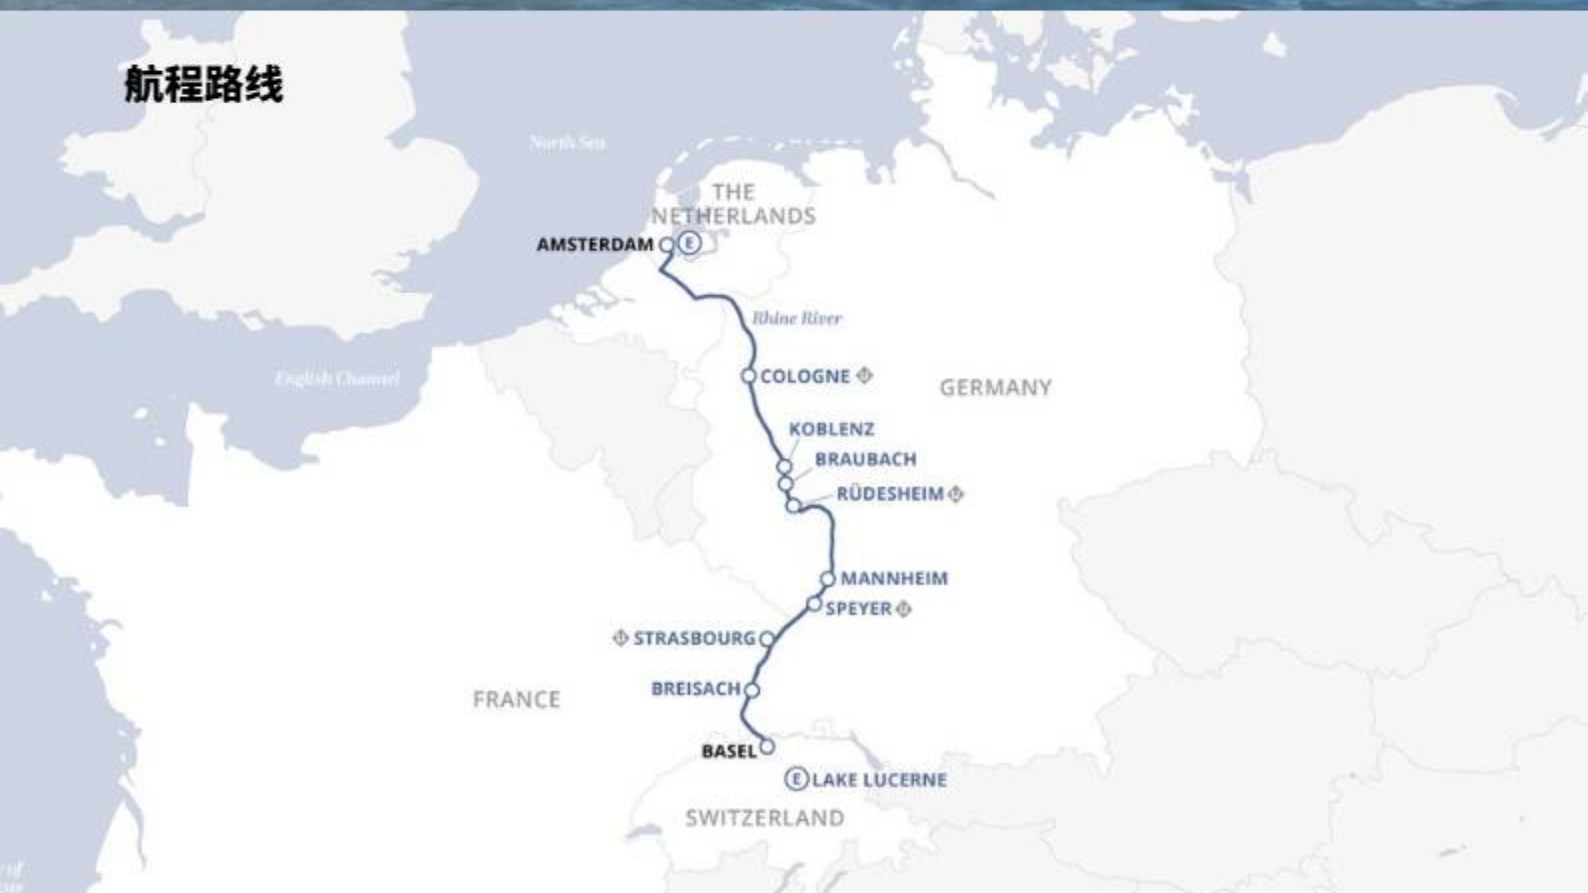 航程路线
North Sea
THE
NETHERLANDS
AMSTERDAM
E
Rhine River
English Channel
COLOGNE
GERMANY
KOBLENZ
BRAUBACH
RÜDESHEIM
MANNHEIM
SPEYER
STRASBOURG
BREISACH
FRANCE
BASEL
E LAKE LUCERNE
SWITZERLAND